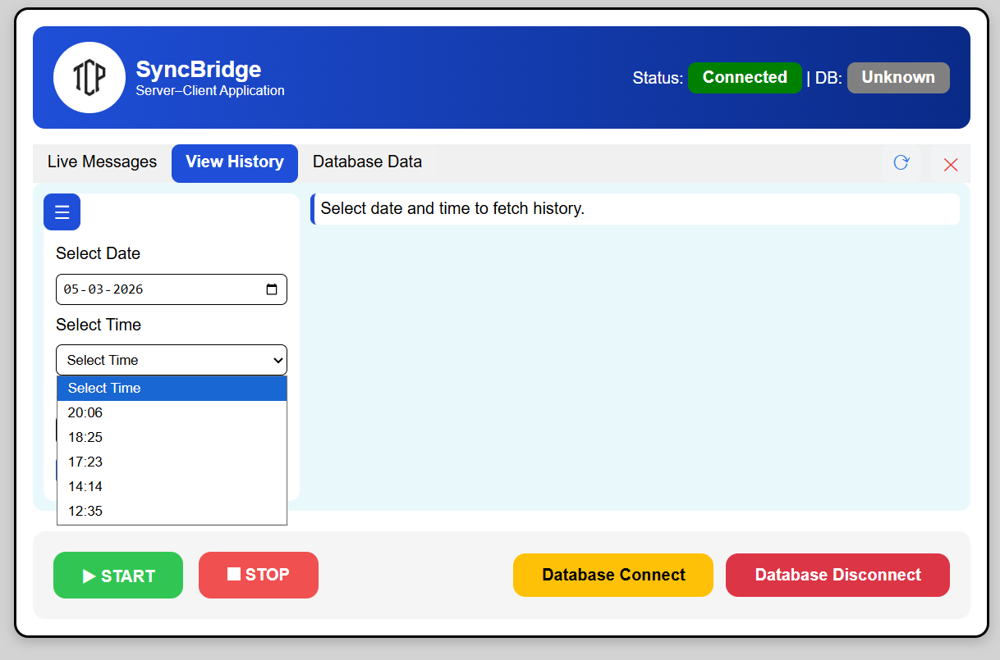 TCP
SyncBridge
Server–Client Application
Status: Connected | DB: Unknown
Live Messages View History Database Data
☰
Select date and time to fetch history.
Select Date
05-03-2026
Select Time
Select Time
Select Time
20:06
18:25
17:23
14:14
12:35
▶ START
■ STOP
Database Connect
Database Disconnect